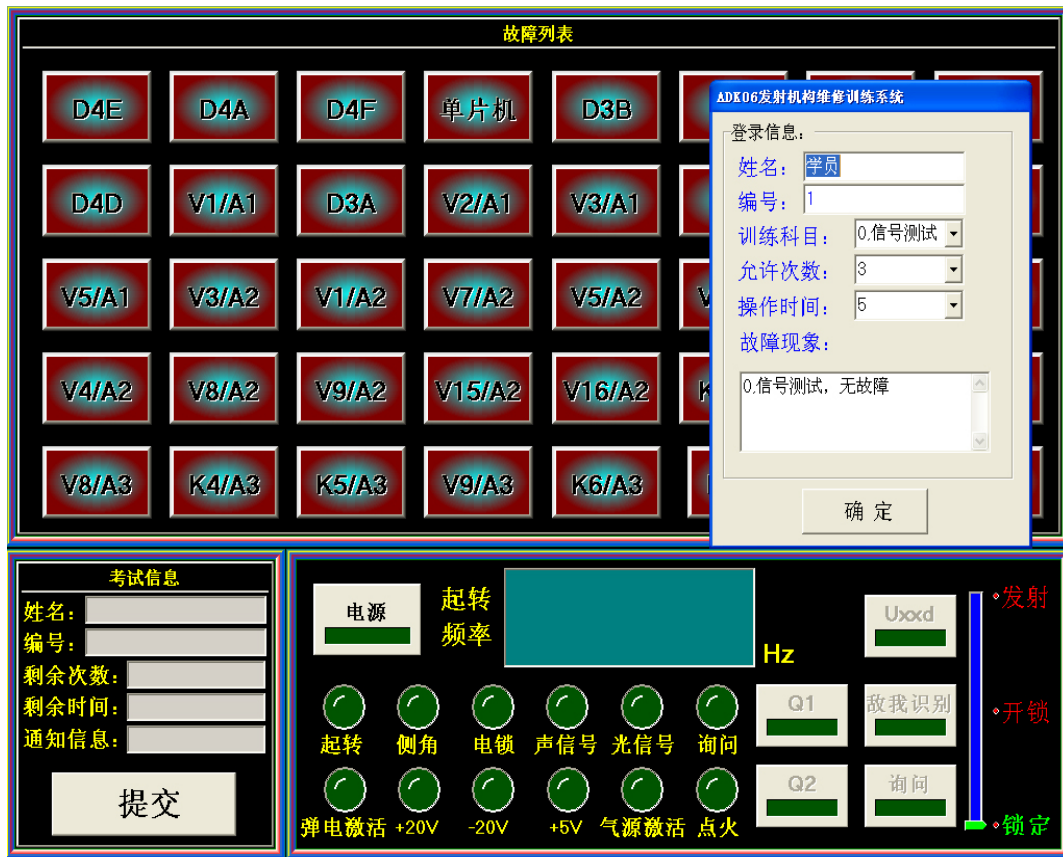 故障列表
D4E D4A D4F 单片机 D3B
D4D V1/A1 D3A V2/A1 V3/A1
V5/A1 V3/A2 V1/A2 V7/A2 V5/A2
V4/A2 V8/A2 V9/A2 V15/A2 V16/A2
V8/A3 K4/A3 K5/A3 V9/A3 K6/A3
ADK06发射机构维修训练系统
登录信息:
姓名: 学员
编号: 1
训练科目: 0,信号测试
允许次数: 3
操作时间: 5
故障现象:
0,信号测试, 无故障
确 定
考试信息
姓名:
编号:
剩余次数:
剩余时间:
通知信息:
提交
电源
起转
频率
Hz
Uxxd
Q1 敌我识别
Q2 询问
起转 侧角 电锁 声信号 光信号 询问
弹电激活 +20V -20V +5V 气源激活 点火
发射
开锁
锁定